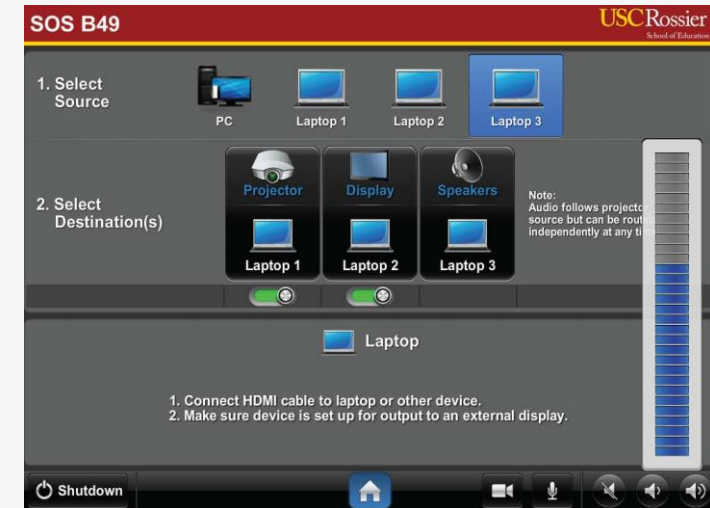 SOS B49
USC Rossier
School of Education
1. Select
Source
PC
Laptop 1
Laptop 2
Laptop 3
2. Select
Destination(s)
Projector
Display
Speakers
Laptop 1
Laptop 2
Laptop 3
Note:
Audio follows projector
source but can be
independently at any
Laptop
1. Connect HDMI cable to laptop or other device.
2. Make sure device is set up for output to an external display.
Shutdown